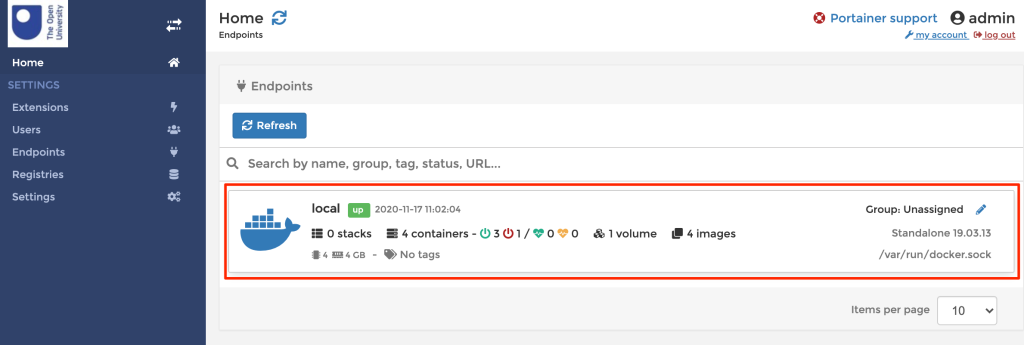 The Open
University
Home
SETTINGS
Extensions
Users
Endpoints
Registries
Settings
Home
Endpoints
Portainer support admin
my account log out
Endpoints
Refresh
Search by name, group, tag, status, URL...
local up 2020-11-17 11:02:04
Group: Unassigned
0 stacks 4 containers - 3 1 / 0 0 1 volume 4 images
Standalone 19.03.13
4 4 GB - No tags
/var/run/docker.sock
Items per page 10